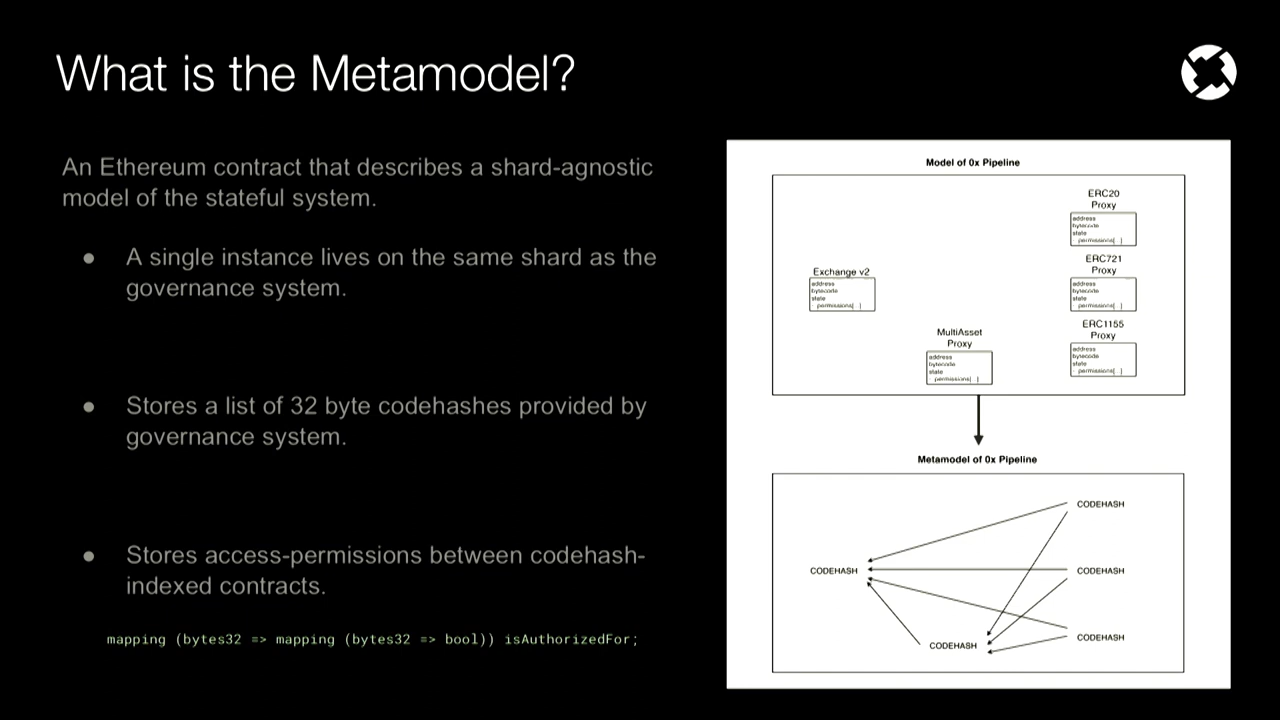 What is the Metamodel?
An Ethereum contract that describes a shard-agnostic
model of the stateful system.
● A single instance lives on the same shard as the
governance system.
● Stores a list of 32 byte codehashes provided by
governance system.
● Stores access-permissions between codehash-
indexed contracts.
mapping (bytes32 => mapping (bytes32 => bool)) isAuthorizedFor;
Model of 0x Pipeline
ERC20
Proxy
address
bytecode
state
permissions[..]
ERC721
Proxy
address
bytecode
state
permissions[..]
Exchange v2
address
bytecode
state
permissions[..]
ERC1155
Proxy
address
bytecode
state
permissions[..]
MultiAsset
Proxy
address
bytecode
state
permissions[..]
Metamodel of 0x Pipeline
CODEHASH
CODEHASH
CODEHASH
CODEHASH
CODEHASH